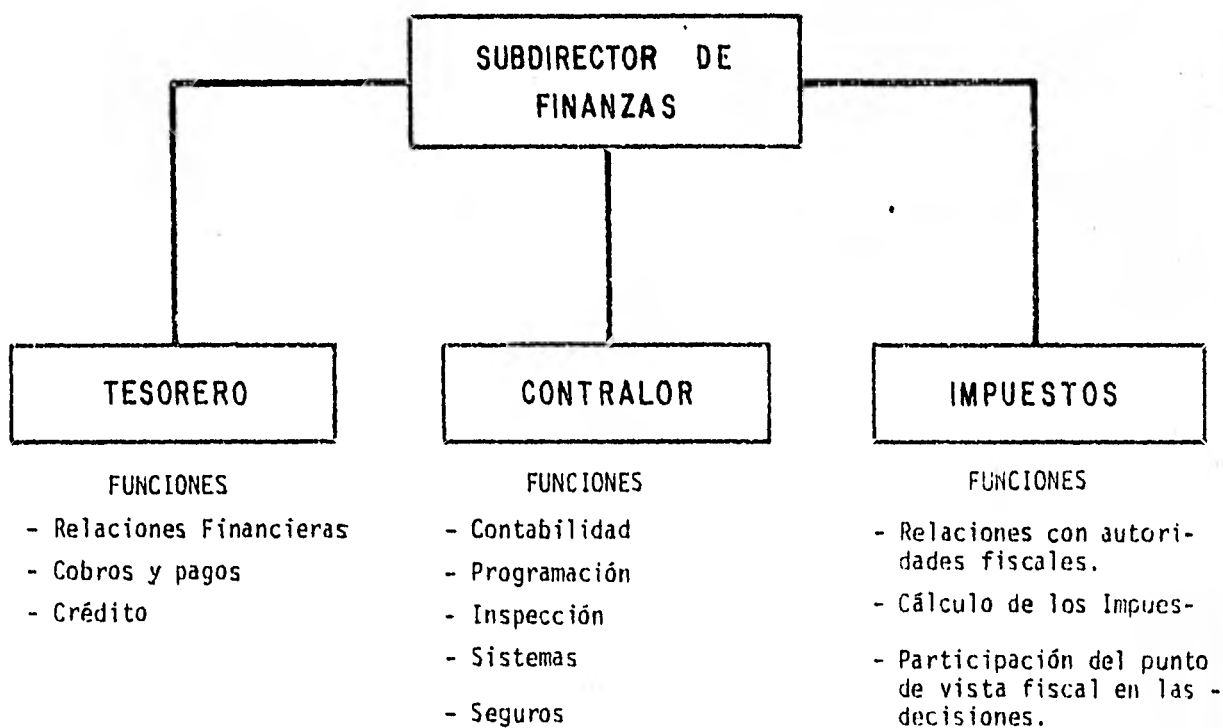 SUBDIRECTOR DE
FINANZAS
TESORERO
FUNCIONES
- Relaciones Financieras
- Cobros y pagos
- Crédito
CONTRALOR
FUNCIONES
- Contabilidad
- Programación
- Inspección
- Sistemas
- Seguros
IMPUESTOS
FUNCIONES
- Relaciones con autori-
dades fiscales.
- Cálculo de los Impues-
- Participación del punto
de vista fiscal en las -
decisiones.